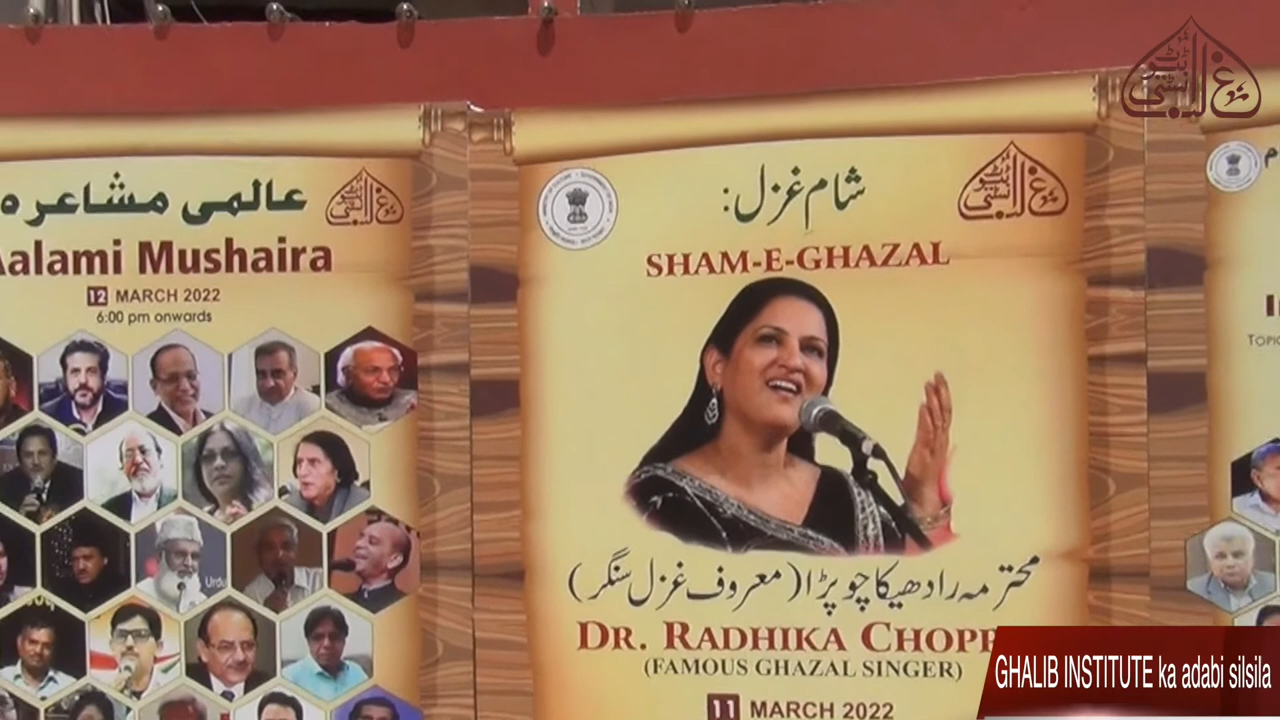 عالمی مشاعرہ
Aalami Mushaira
12 MARCH 2022
6:00 pm onwards
شام غزل:
SHAM-E-GHAZAL
محترمہ رادھیکا چوپڑا (معروف غزل سنگر)
DR. RADHIKA CHOPR
(FAMOUS GHAZAL SINGER)
11 MARCH 2022
GHALIB INSTITUTE ka adabi silsila